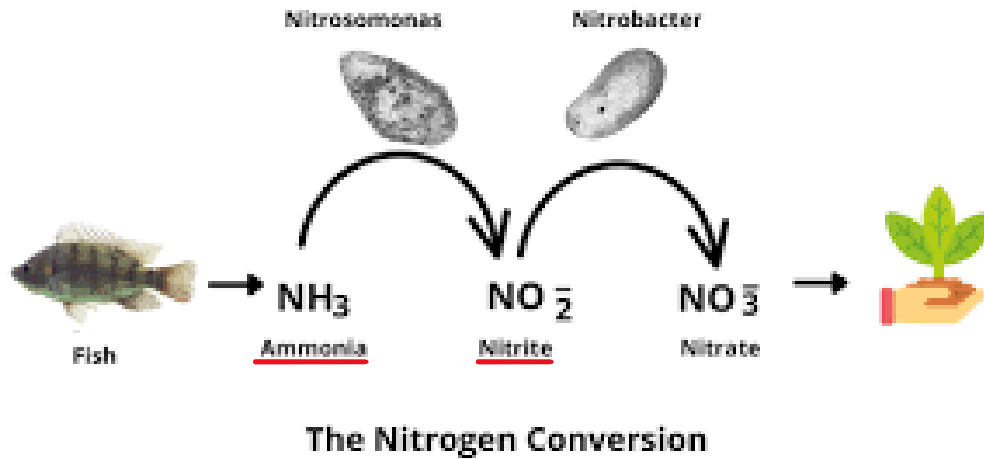 Nitrosomonas
Nitrobacter
NH₃
NO₂⁻
NO₃⁻
Fish
Ammonia
Nitrite
Nitrate
The Nitrogen Conversion